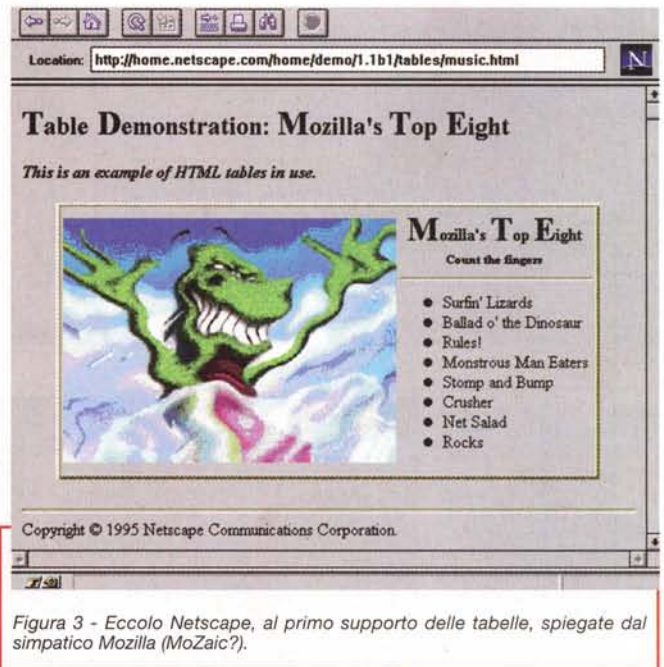 Location: http://home.netscape.com/home/demo/1.1b1/tables/music.html
N
Table Demonstration: Mozilla's Top Eight
This is an example of HTML tables in use.
Mozilla's Top Eight
Count the fingers
Surfin' Lizards
Ballad o' the Dinosaur
Rules!
Monstrous Man Eaters
Stomp and Bump
Crusher
Net Salad
Rocks
Copyright © 1995 Netscape Communications Corporation.
Figura 3 - Eccolo Netscape, al primo supporto delle tabelle, spiegate dal
simpatico Mozilla (MoZaic?).